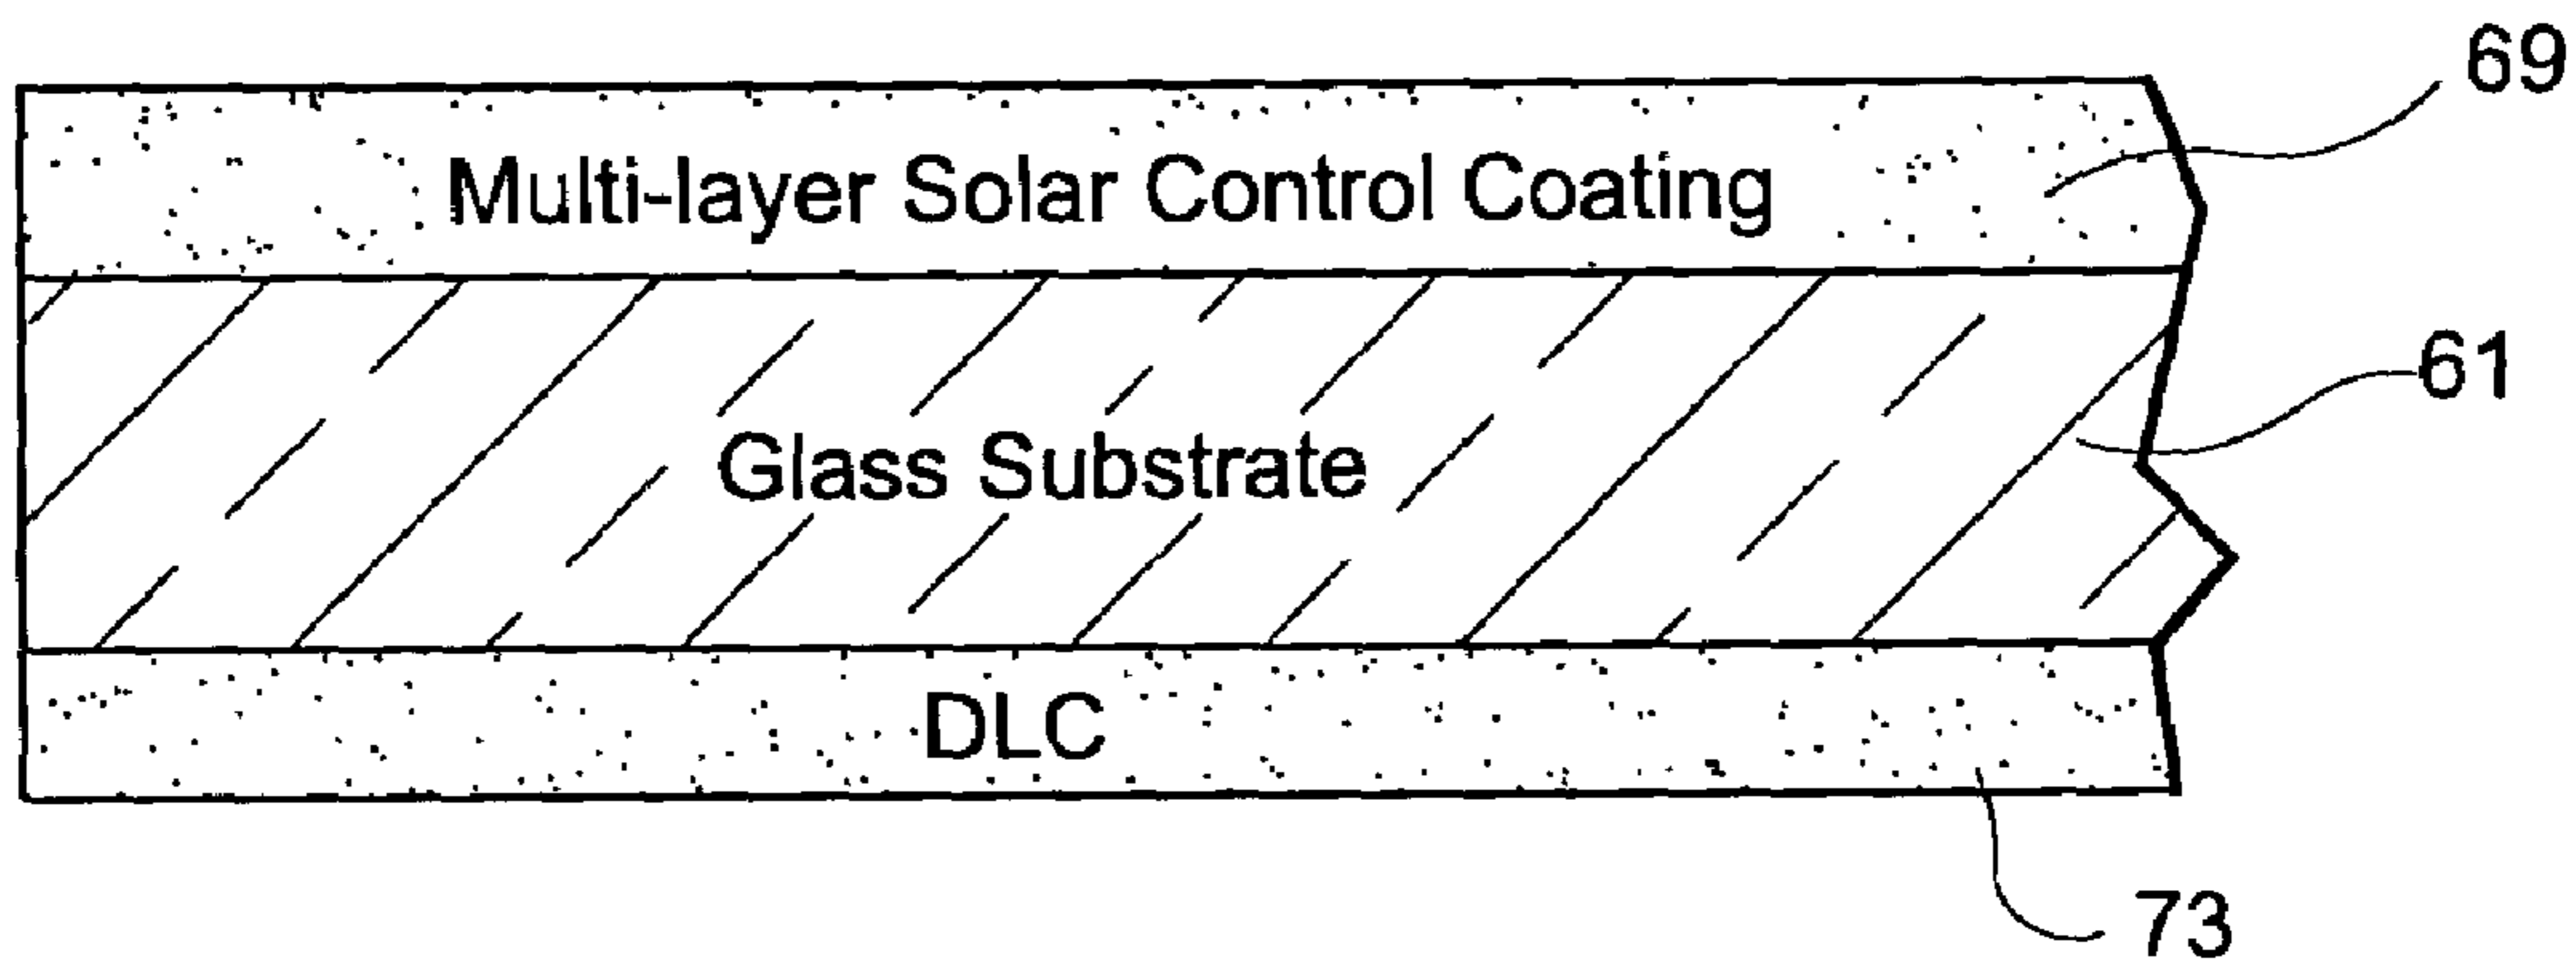 69
Multi-layer Solar Control Coating
61
Glass Substrate
DLC
73